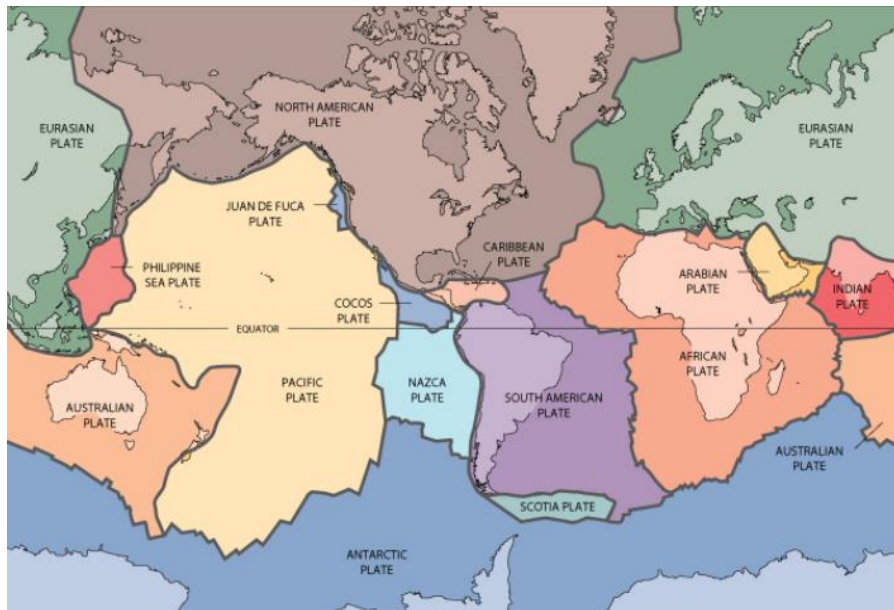 NORTH AMERICAN
PLATE
EURASIAN
PLATE
EURASIAN
PLATE
JUAN DE FUCA
PLATE
CARIBBEAN
PLATE
PHILIPPINE
SEA PLATE
ARABIAN
PLATE
INDIAN
PLATE
COCOS
PLATE
EQUATOR
AFRICAN
PLATE
PACIFIC
PLATE
NAZCA
PLATE
SOUTH AMERICAN
PLATE
AUSTRALIAN
PLATE
AUSTRALIAN
PLATE
SCOTIA PLATE
ANTARCTIC
PLATE